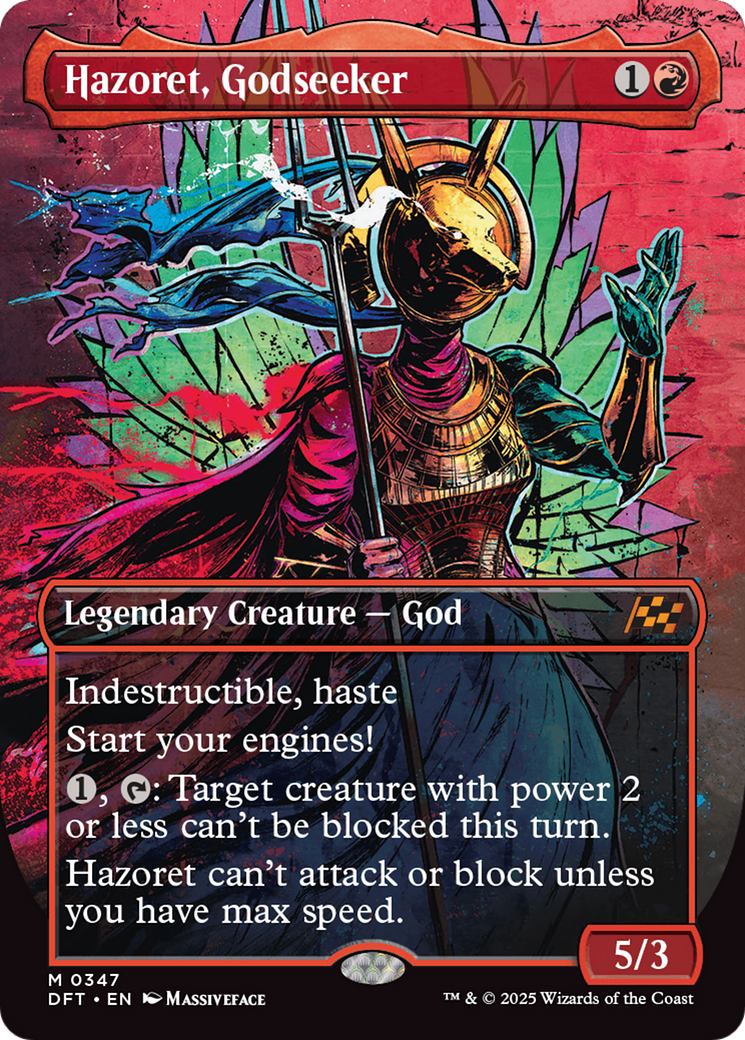 Hazoret, Godseeker 1
Legendary Creature — God
Indestructible, haste
Start your engines!
1, : Target creature with power 2
or less can't be blocked this turn.
Hazoret can't attack or block unless
you have max speed.
5/3
M 0347
DFT • EN MASSIVEFACE
™ & © 2025 Wizards of the Coast